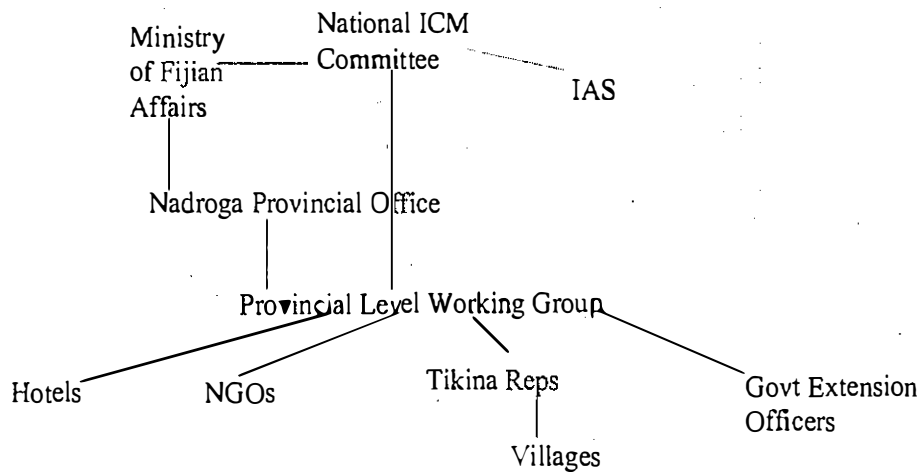 National ICM
Committee
Ministry
of Fijian
Affairs
IAS
Nadroga Provincial Office
Provincial Level Working Group
Hotels
NGOs
Tikina Reps
Govt Extension
Officers
Villages